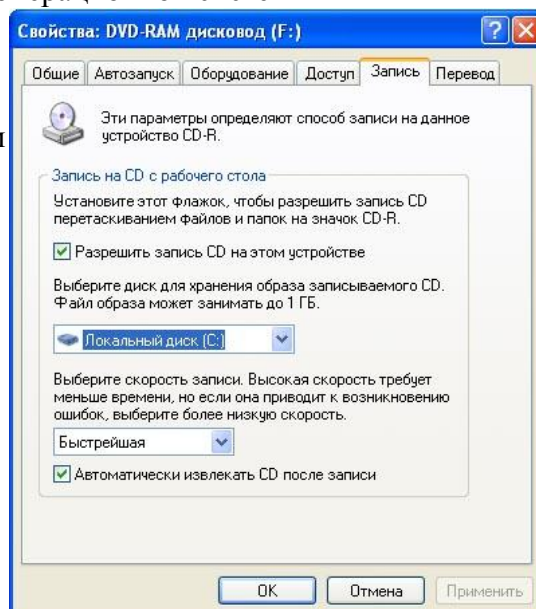 Свойства: DVD-RAM дисковод (F:)
Общие Автозапуск Оборудование Доступ Запись Перевод
Эти параметры определяют способ записи на данное
устройство CD-R.
Запись на CD с рабочего стола
Установите этот флажок, чтобы разрешить запись CD
перетаскиванием файлов и папок на значок CD-R.
Разрешить запись CD на этом устройстве
Выберите диск для хранения образа записываемого CD.
Файл образа может занимать до 1 ГБ.
Локальный диск (C:)
Выберите скорость записи. Высокая скорость требует
меньше времени, но если она приводит к возникновению
ошибок, выберите более низкую скорость.
Быстрейшая
Автоматически извлекать CD после записи
OK Отмена Применить